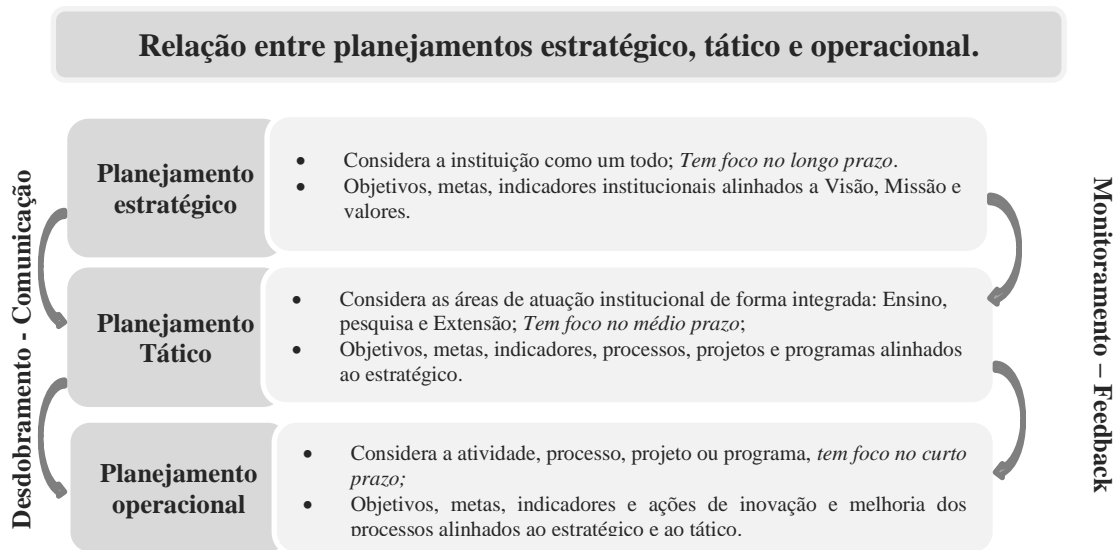 Relação entre planejamentos estratégico, tático e operacional.
Desdobramento - Comunicação
Planejamento
estratégico
• Considera a instituição como um todo; Tem foco no longo prazo.
• Objetivos, metas, indicadores institucionais alinhados a Visão, Missão e
valores.
Planejamento
Tático
• Considera as áreas de atuação institucional de forma integrada: Ensino,
pesquisa e Extensão; Tem foco no médio prazo;
• Objetivos, metas, indicadores, processos, projetos e programas alinhados
ao estratégico.
Planejamento
operacional
• Considera a atividade, processo, projeto ou programa, tem foco no curto
prazo;
• Objetivos, metas, indicadores e ações de inovação e melhoria dos
processos alinhados ao estratégico e ao tático.
Monitoramento – Feedback